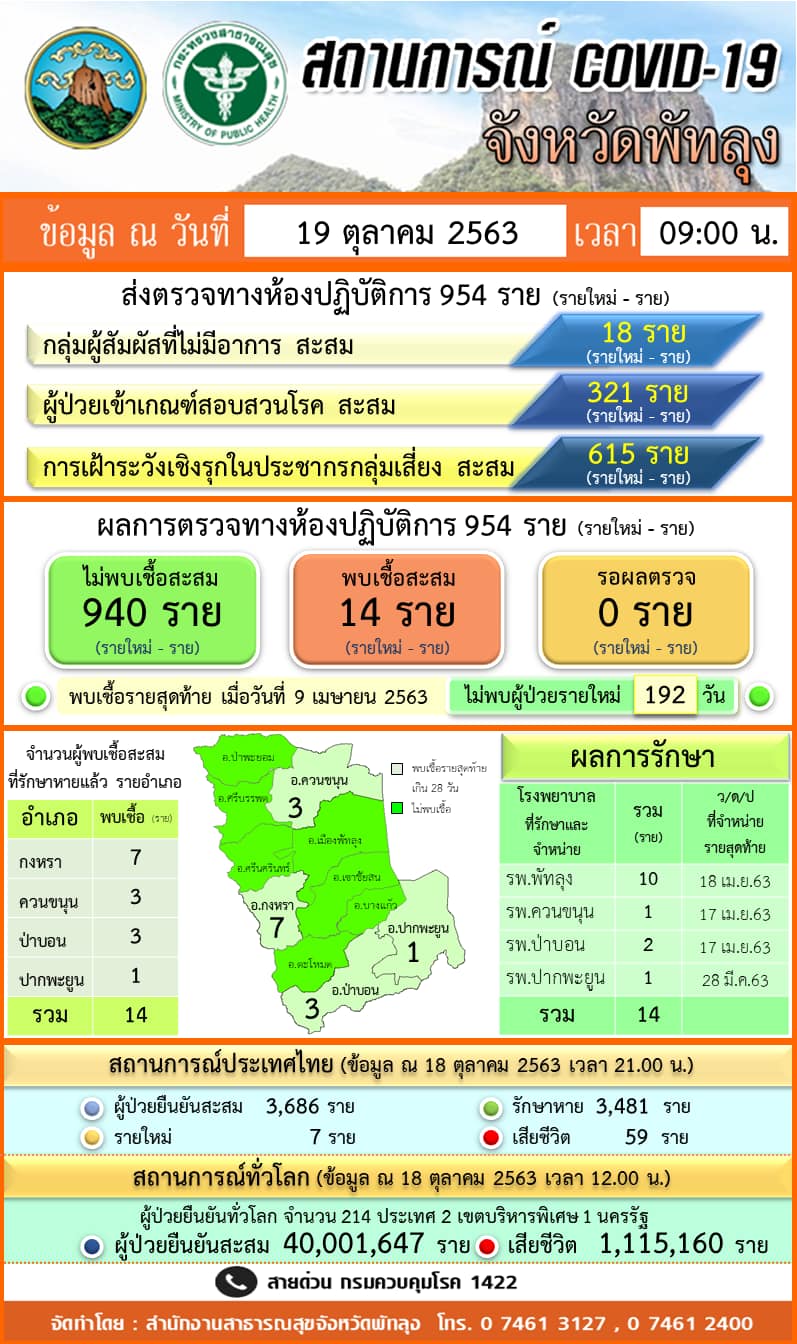 กระทรวงสาธารณสุข
MINISTRY OF PUBLIC HEALTH
สถานการณ์ COVID-19
จังหวัดพัทลุง
ข้อมูล ณ วันที่ 19 ตุลาคม 2563 เวลา 09:00 น.
ส่งตรวจทางห้องปฏิบัติการ 954 ราย (รายใหม่ - ราย)
กลุ่มผู้สัมผัสที่ไม่มีอาการ สะสม 18 ราย
(รายใหม่ - ราย)
ผู้ป่วยเข้าเกณฑ์สอบสวนโรค สะสม 321 ราย
(รายใหม่ - ราย)
การเฝ้าระวังเชิงรุกในประชากรกลุ่มเสี่ยง สะสม 615 ราย
(รายใหม่ - ราย)
ผลการตรวจทางห้องปฏิบัติการ 954 ราย (รายใหม่ - ราย)
ไม่พบเชื้อสะสม
940 ราย
(รายใหม่ - ราย)
พบเชื้อสะสม
14 ราย
(รายใหม่ - ราย)
รอผลตรวจ
0 ราย
(รายใหม่ - ราย)
พบเชื้อรายสุดท้าย เมื่อวันที่ 9 เมษายน 2563 ไม่พบผู้ป่วยรายใหม่ 192 วัน
จำนวนผู้พบเชื้อสะสม
ที่รักษาหายแล้ว รายอำเภอ
อำเภอ พบเชื้อ (ราย)
กงหรา 7
ควนขนุน 3
ป่าบอน 3
ปากพะยูน 1
รวม 14
อ.ป่าพะยอม
อ.ควนขนุน
3
อ.ศรีบรรพต
อ.เมืองพัทลุง
อ.ศรีนครินทร์
อ.เขาชัยสน
อ.กงหรา
7
อ.บางแก้ว
อ.ปากพะยูน
1
อ.ตะโหมด
อ.ป่าบอน
3
พบเชื้อรายสุดท้าย
เกิน 28 วัน
ไม่พบเชื้อ
ผลการรักษา
โรงพยาบาล
ที่รักษาและ
จำหน่าย
รวม
(ราย)
ว/ด/ป
ที่จำหน่าย
รายสุดท้าย
รพ.พัทลุง 10 18 เม.ย.63
รพ.ควนขนุน 1 17 เม.ย.63
รพ.ป่าบอน 2 17 เม.ย.63
รพ.ปากพะยูน 1 28 มี.ค.63
รวม 14
สถานการณ์ประเทศไทย (ข้อมูล ณ 18 ตุลาคม 2563 เวลา 21.00 น.)
ผู้ป่วยยืนยันสะสม 3,686 ราย รักษาหาย 3,481 ราย
รายใหม่ 7 ราย เสียชีวิต 59 ราย
สถานการณ์ทั่วโลก (ข้อมูล ณ 18 ตุลาคม 2563 เวลา 12.00 น.)
ผู้ป่วยยืนยันทั่วโลก จำนวน 214 ประเทศ 2 เขตบริหารพิเศษ 1 นครรัฐ
ผู้ป่วยยืนยันสะสม 40,001,647 ราย เสียชีวิต 1,115,160 ราย
สายด่วน กรมควบคุมโรค 1422
จัดทำโดย : สำนักงานสาธารณสุขจังหวัดพัทลุง โทร. 0 7461 3127 , 0 7461 2400